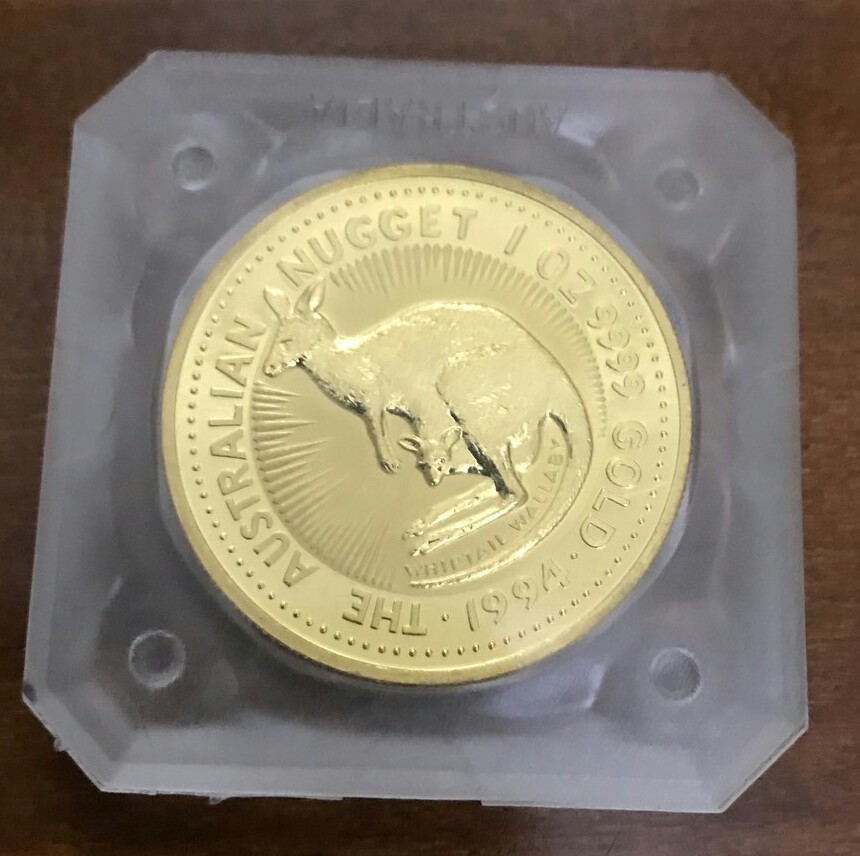 AUSTRALIA
THE AUSTRALIAN NUGGET 1 OZ 9999 GOLD · 1994 ·
WHIPTAIL WALLABY